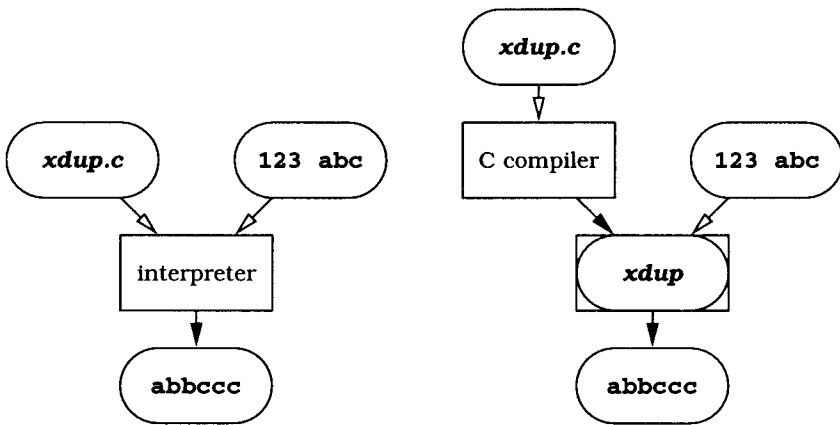 xdup.c
123 abc
interpreter
abbccc
xdup.c
C compiler
123 abc
xdup
abbccc